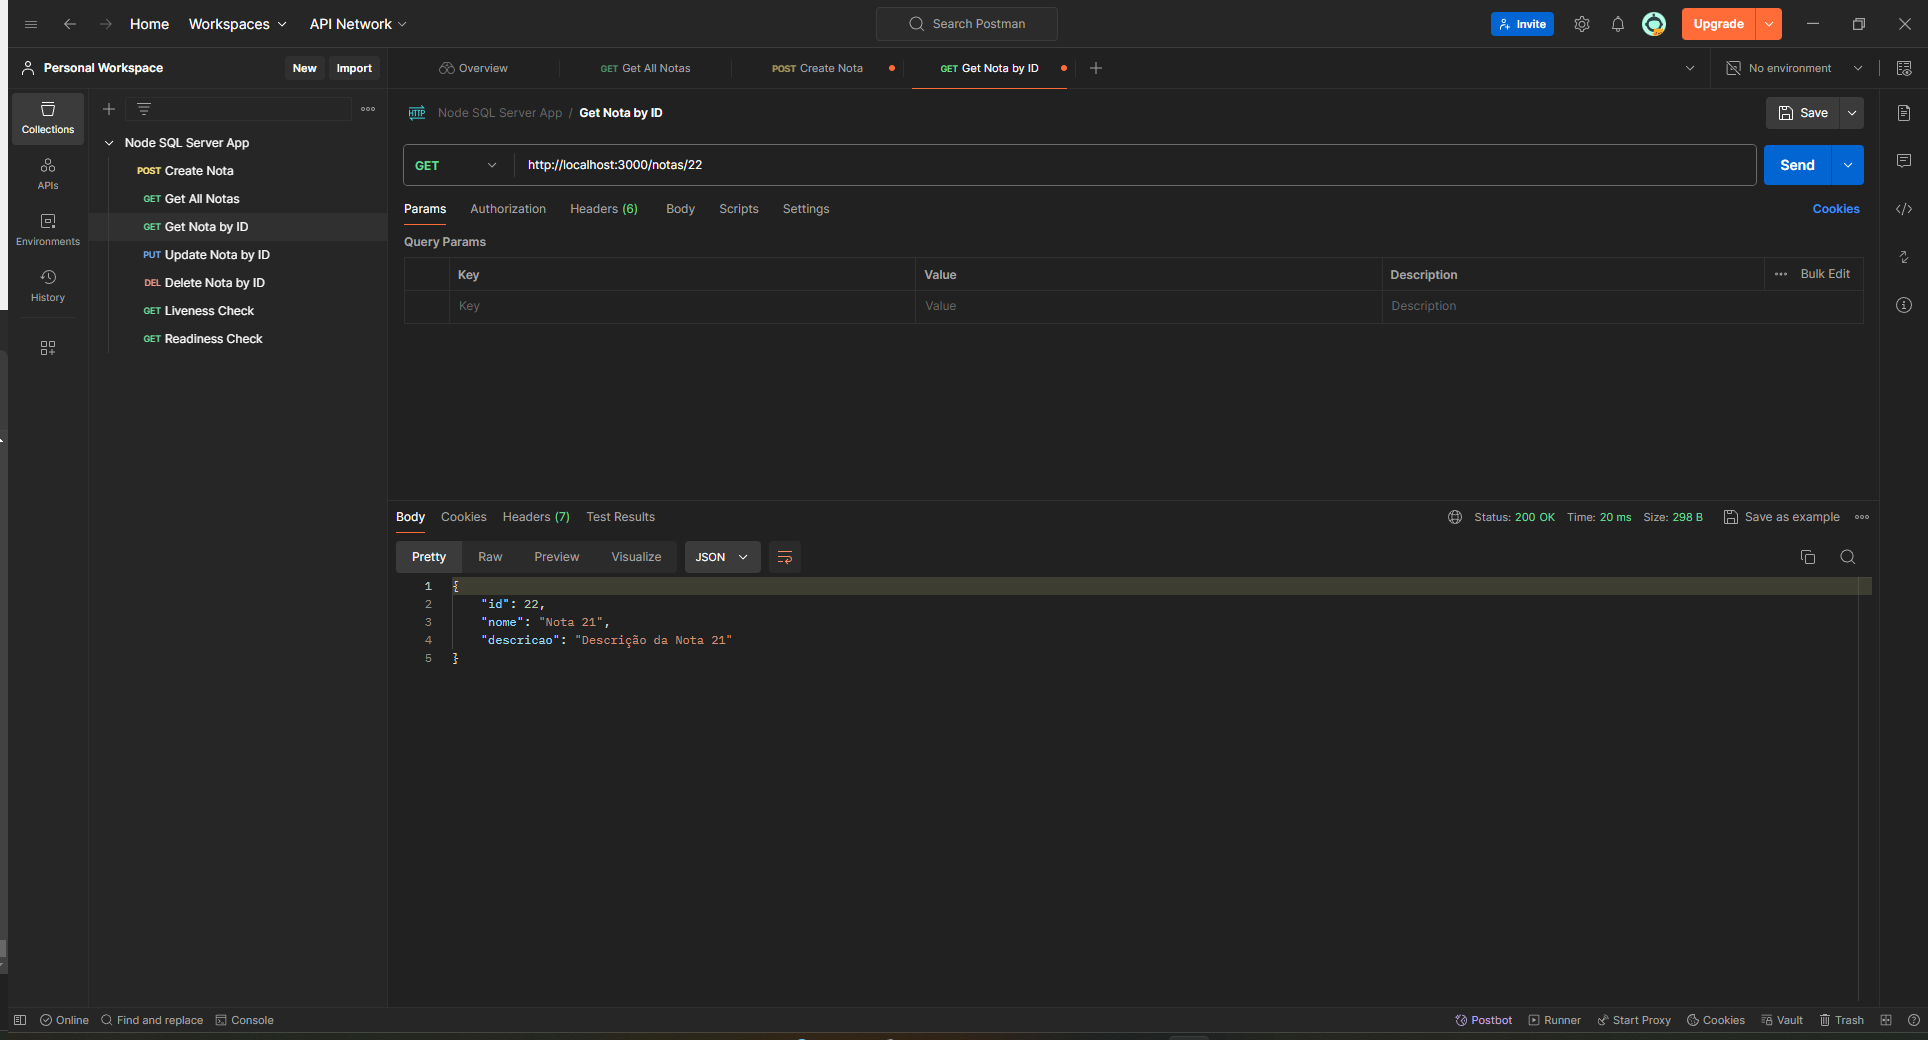 Home Workspaces API Network Search Postman Invite Upgrade
Personal Workspace New Import Overview GET Get All Notas POST Create Nota GET Get Nota by ID No environment
Collections
APIs
Environments
History
Node SQL Server App
POST Create Nota
GET Get All Notas
GET Get Nota by ID
PUT Update Nota by ID
DEL Delete Nota by ID
GET Liveness Check
GET Readiness Check
HTTP Node SQL Server App / Get Nota by ID Save
GET http://localhost:3000/notas/22 Send
Params Authorization Headers (6) Body Scripts Settings Cookies
Query Params
Key Value Description Bulk Edit
Key Value Description
Body Cookies Headers (7) Test Results Status: 200 OK Time: 20 ms Size: 298 B Save as example
Pretty Raw Preview Visualize JSON
1 {
2 "id": 22,
3 "nome": "Nota 21",
4 "descricao": "Descrição da Nota 21"
5 }
Online Find and replace Console Postbot Runner Start Proxy Cookies Vault Trash